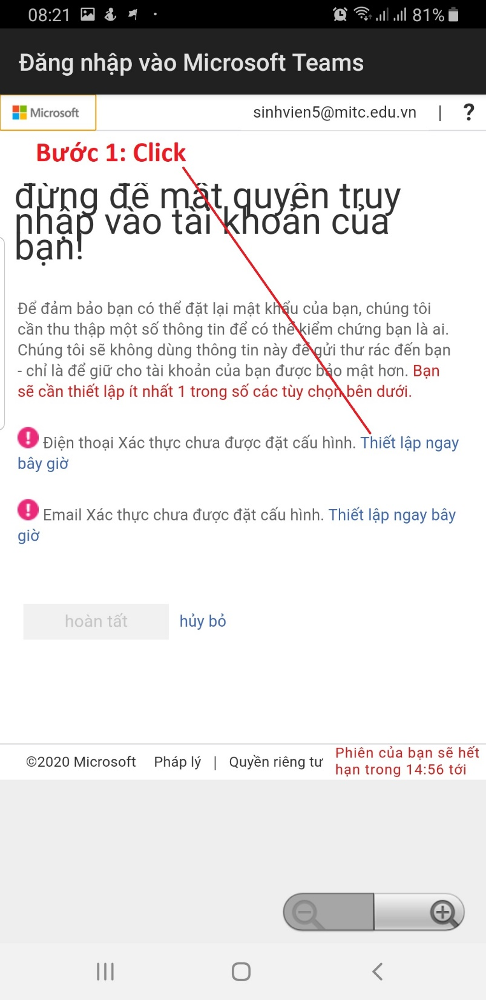 08:21
81%
Đăng nhập vào Microsoft Teams
Microsoft
sinhvien5@mitc.edu.vn | ?
Bước 1: Click
đừng để mất quyền truy
nhập vào tài khoản của
bạn!
Để đảm bảo bạn có thể đặt lại mật khẩu của bạn, chúng tôi
cần thu thập một số thông tin để có thể kiểm chứng bạn là ai.
Chúng tôi sẽ không dùng thông tin này để gửi thư rác đến bạn
- chỉ là để giữ cho tài khoản của bạn được bảo mật hơn. Bạn
sẽ cần thiết lập ít nhất 1 trong số các tùy chọn bên dưới.
Điện thoại Xác thực chưa được đặt cấu hình. Thiết lập ngay
bây giờ
Email Xác thực chưa được đặt cấu hình. Thiết lập ngay bây
giờ
hoàn tất
hủy bỏ
©2020 Microsoft
Pháp lý | Quyền riêng tư
Phiên của bạn sẽ hết
hạn trong 14:56 tới